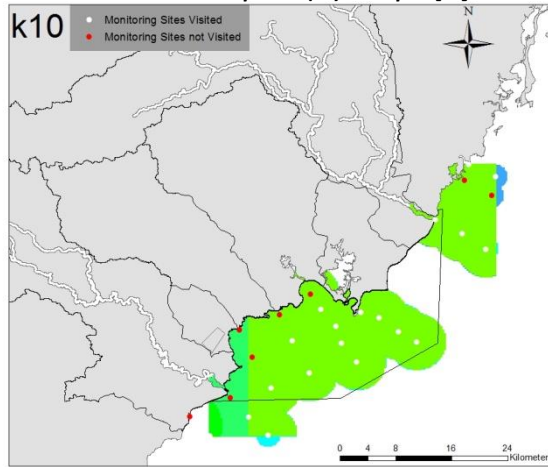 k10
Monitoring Sites Visited
Monitoring Sites not Visited
N
0 4 8 16 24
Kilometer